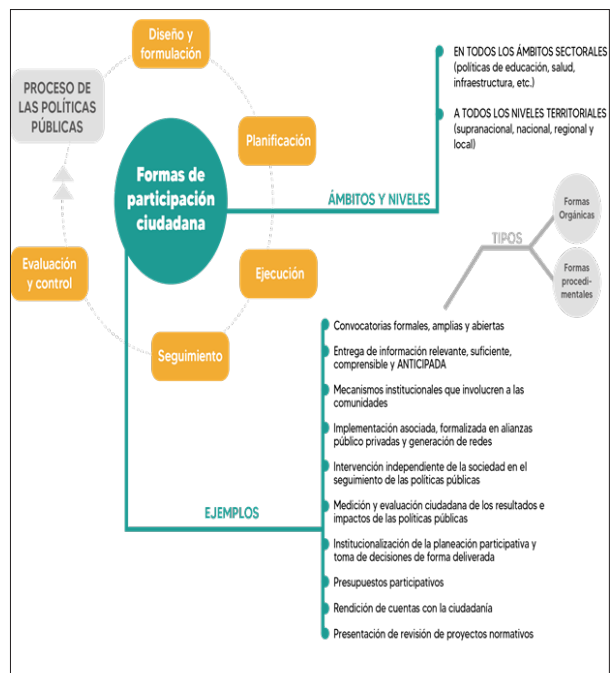 Diseño y
formulación
PROCESO DE
LAS POLÍTICAS
PÚBLICAS
Planificación
Formas de
participación
ciudadana
Evaluación
y control
Ejecución
Seguimiento
ÁMBITOS Y NIVELES
EN TODOS LOS ÁMBITOS SECTORALES
(políticas de educación, salud,
infraestructura, etc.)
A TODOS LOS NIVELES TERRITORIALES
(supranacional, nacional, regional y
local)
TIPOS
Formas
Orgánicas
Formas
procedi-
mentales
EJEMPLOS
Convocatorias formales, amplias y abiertas
Entrega de información relevante, suficiente,
comprensible y ANTICIPADA
Mecanismos institucionales que involucren a las
comunidades
Implementación asociada, formalizada en alianzas
público privadas y generación de redes
Intervención independiente de la sociedad en el
seguimiento de las políticas públicas
Medición y evaluación ciudadana de los resultados e
impactos de las políticas públicas
Institucionalización de la planeación participativa y
toma de decisiones de forma deliverada
Presupuestos participativos
Rendición de cuentas con la ciudadanía
Presentación de revisión de proyectos normativos